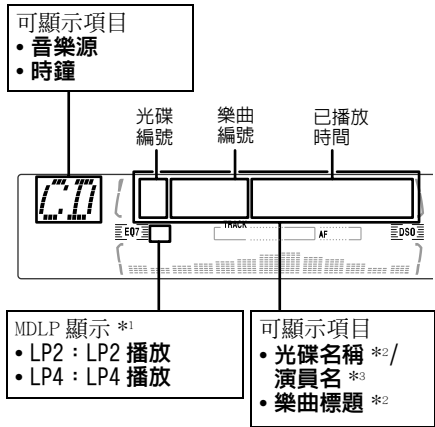 可顯示項目
• 音樂源
• 時鐘
光碟
編號
樂曲
編號
已播放
時間
CD
EQ7
TRACK
AF
DSO
MDLP 顯示 *1
• LP2：LP2 播放
• LP4：LP4 播放
可顯示項目
• 光碟名稱 *2/
演員名 *3
• 樂曲標題 *2